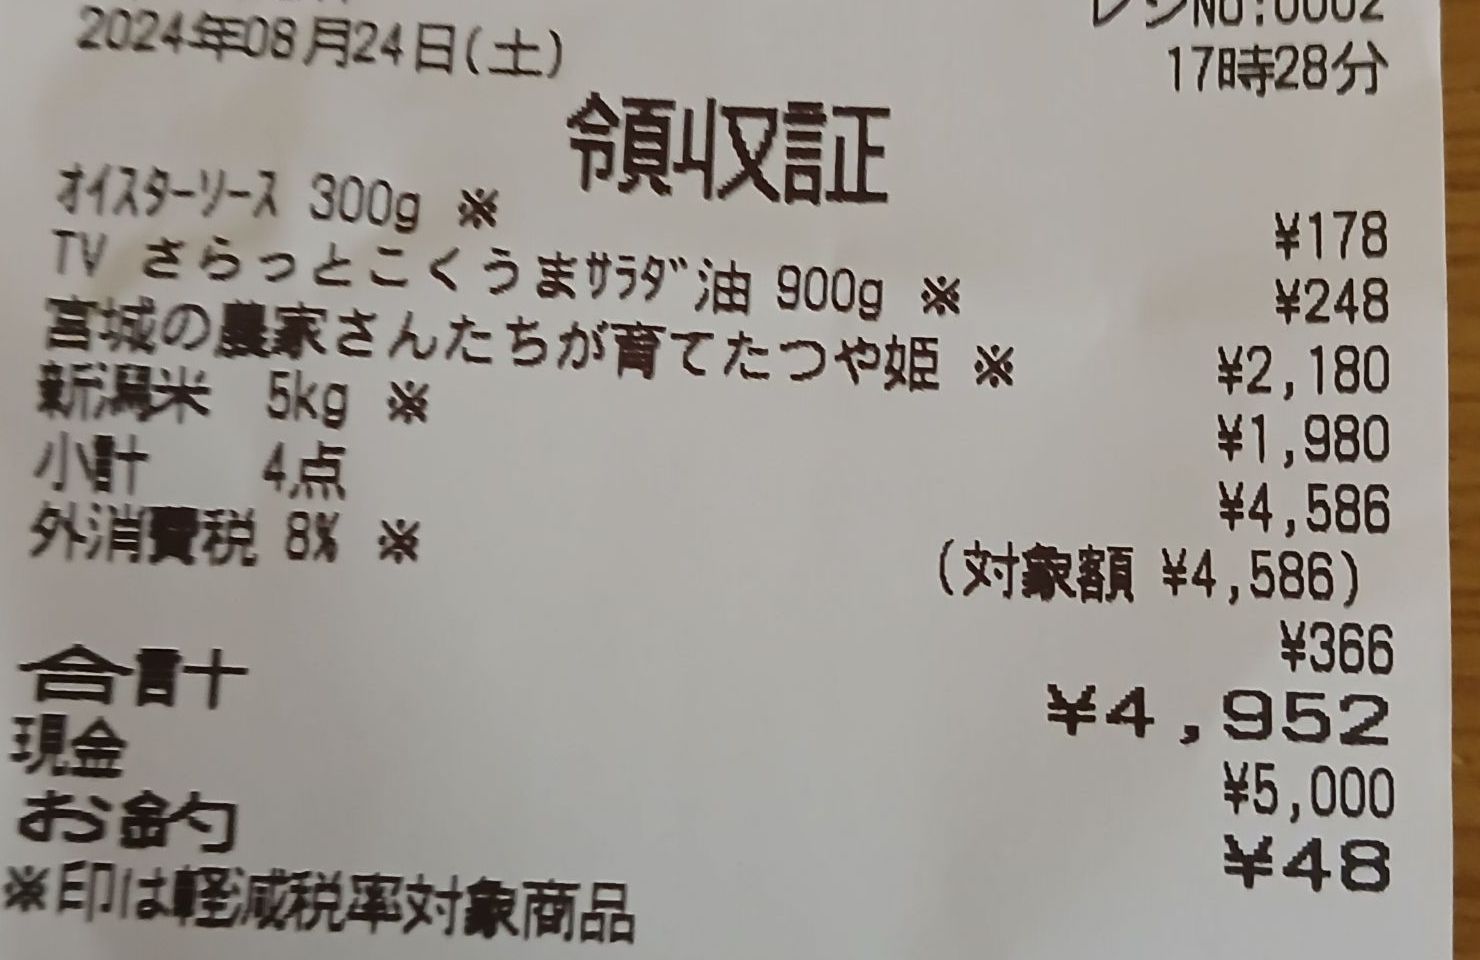 レジNo:0002
2024年08月24日(土) 17時28分
領収証
ｵｲｽﾀｰｿｰｽ 300g ※ ¥178
TV さらっとこくうまｻﾗﾀﾞ油 900g ※ ¥248
宮城の農家さんたちが育てたつや姫 ※ ¥2,180
新潟米 5kg ※ ¥1,980
小計 4点 ¥4,586
外消費税 8% ※ (対象額 ¥4,586)
¥366
合計 ¥4,952
現金 ¥5,000
お釣 ¥48
※印は軽減税率対象商品